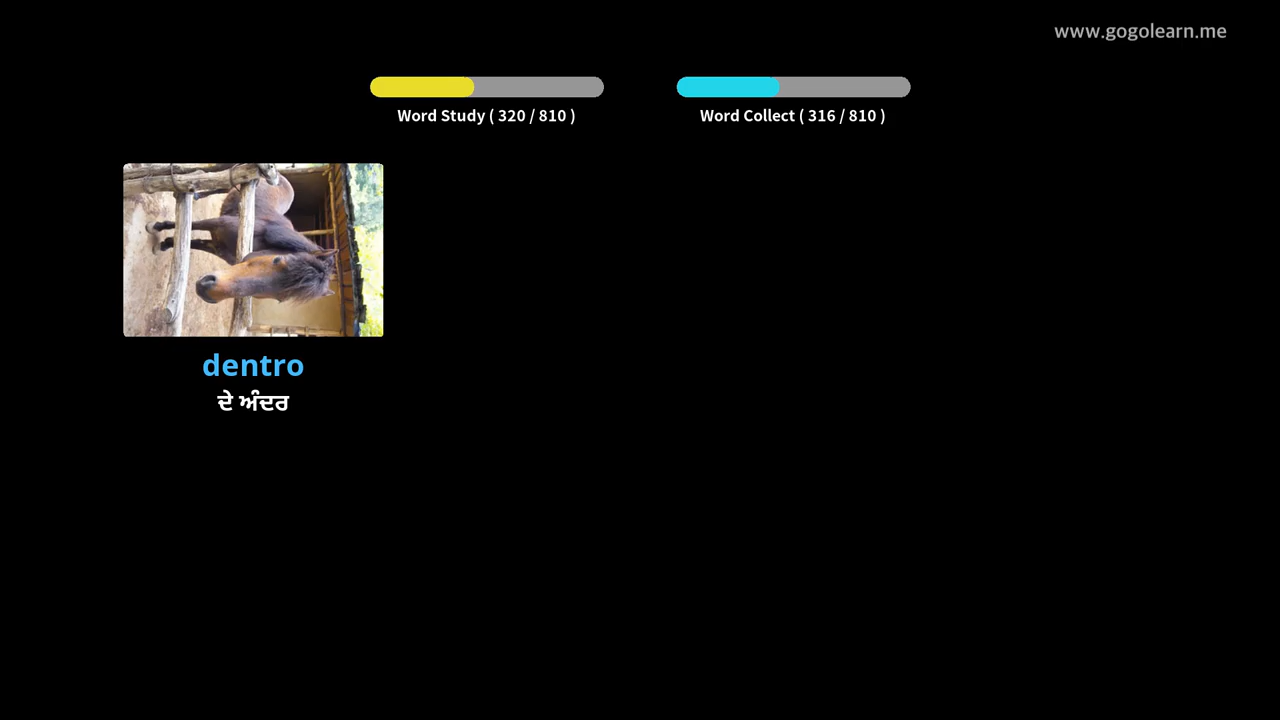 www.gogolearn.me
Word Study ( 320 / 810 )
Word Collect ( 316 / 810 )
dentro
ਦੇ ਅੰਦਰ